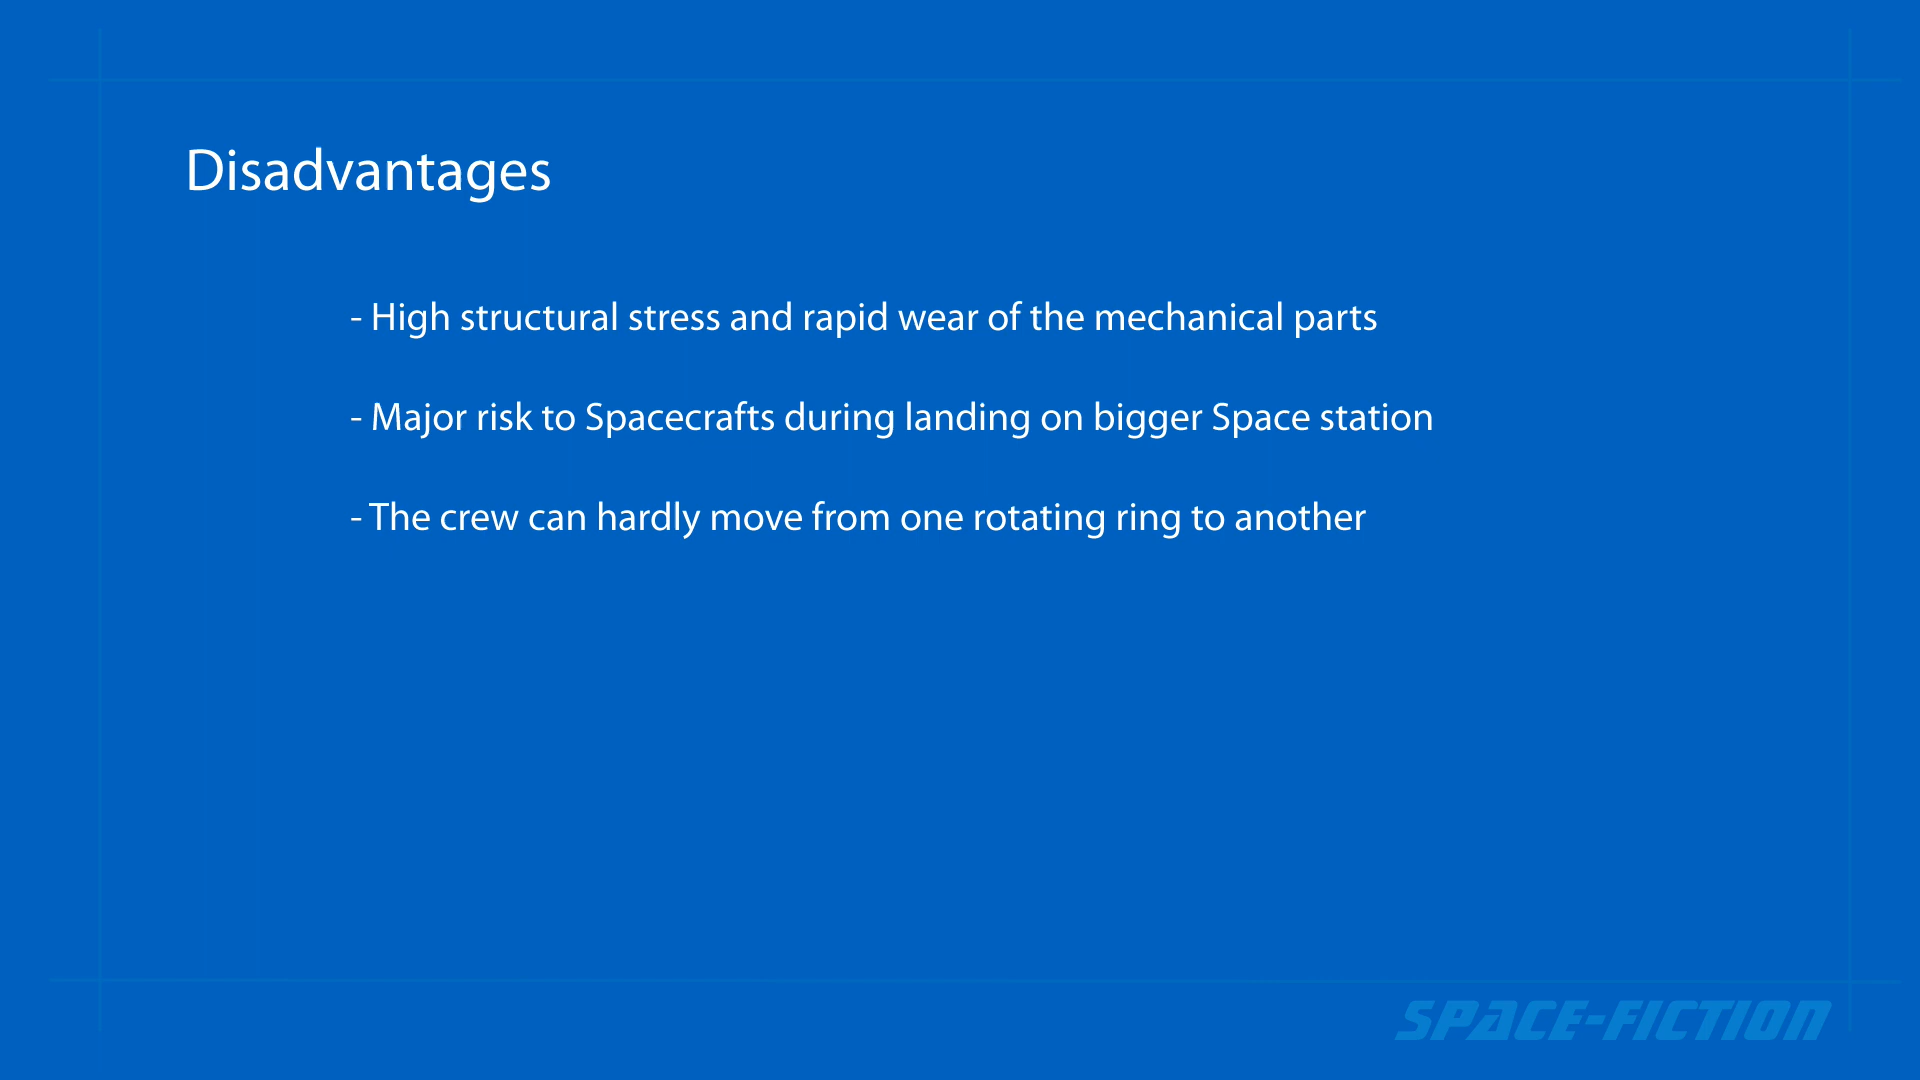 Disadvantages
- High structural stress and rapid wear of the mechanical parts
- Major risk to Spacecrafts during landing on bigger Space station
- The crew can hardly move from one rotating ring to another
SPACE-FICTION